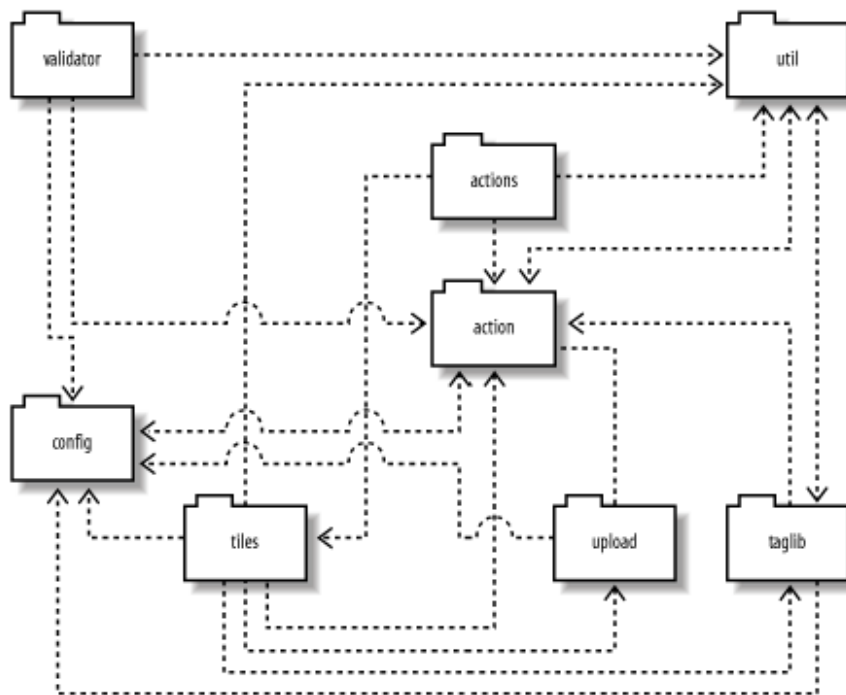 validator
util
actions
action
config
tiles
upload
taglib